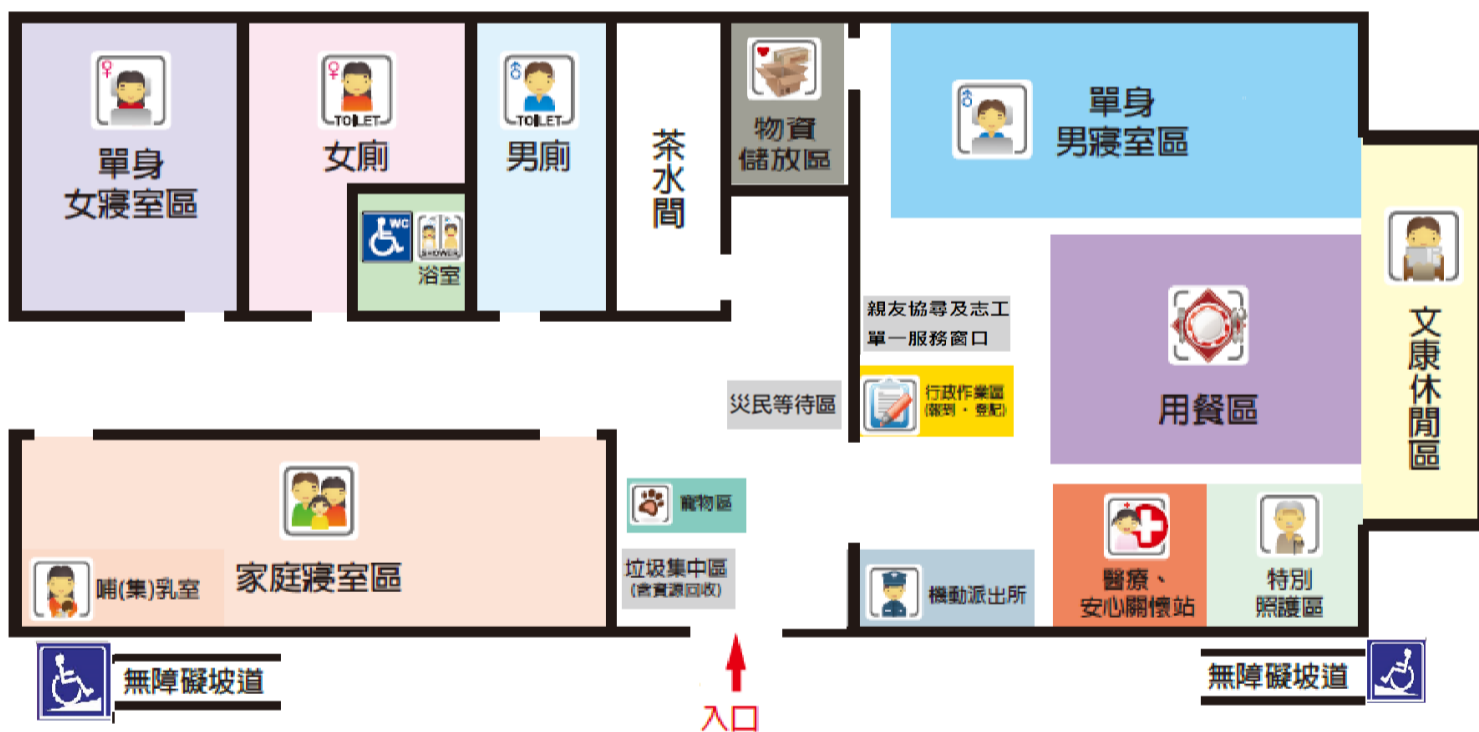 單身
女寢室區
TOILET
女廁
WC
SHOWER
浴室
TOILET
男廁
茶水間
物資
儲放區
單身
男寢室區
文康休閒區
親友協尋及志工
單一服務窗口
行政作業區
(報到・登記)
災民等待區
用餐區
寵物區
垃圾集中區
(含資源回收)
哺(集)乳室
家庭寢室區
機動派出所
醫療、
安心關懷站
特別
照護區
無障礙坡道
入口
無障礙坡道